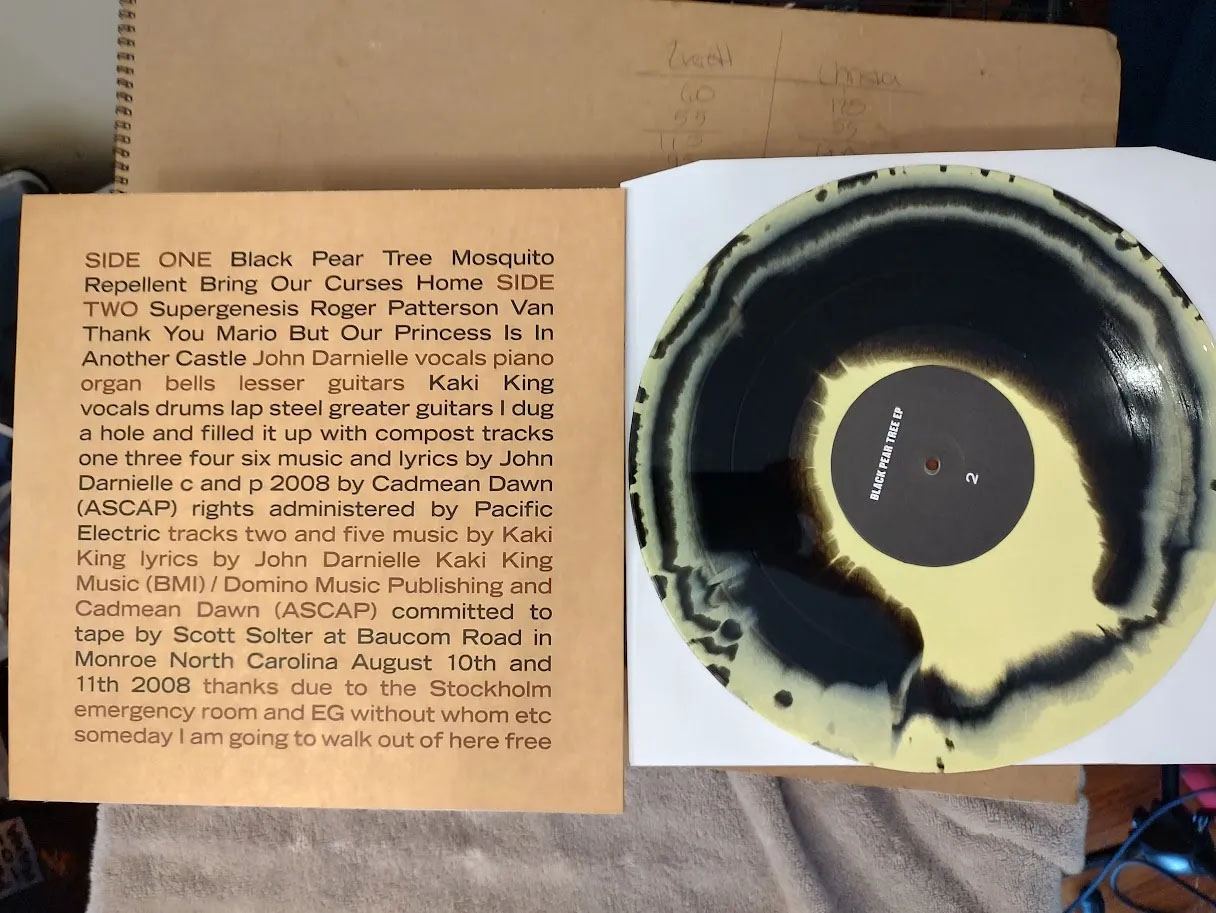 60
55
SIDE ONE Black Pear Tree Mosquito
Repellent Bring Our Curses Home SIDE
TWO Supergenesis Roger Patterson Van
Thank You Mario But Our Princess Is In
Another Castle John Darnielle vocals piano
organ bells lesser guitars Kaki King
vocals drums lap steel greater guitars I dug
a hole and filled it up with compost tracks
one three four six music and lyrics by John
Darnielle c and p 2008 by Cadmean Dawn
(ASCAP) rights administered by Pacific
Electric tracks two and five music by Kaki
King lyrics by John Darnielle Kaki King
Music (BMI) / Domino Music Publishing and
Cadmean Dawn (ASCAP) committed to
tape by Scott Solter at Baucom Road in
Monroe North Carolina August 10th and
11th 2008 thanks due to the Stockholm
emergency room and EG without whom etc
someday I am going to walk out of here free
BLACK PEAR TREE EP
2